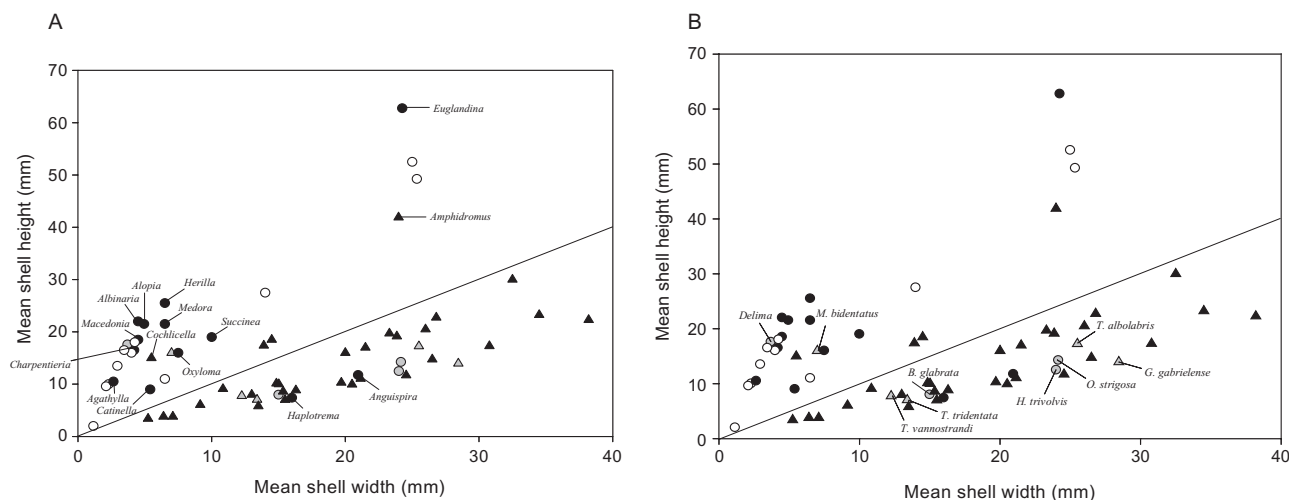 A
B
Mean shell height (mm)
70
60
50
40
30
20
10
0
Euglandina
Amphidromus
Herilla
Alopia
Albinaria
Medora
Macedonia
Cochlicella
Succinea
Charpentieria
Oxyloma
Agathylla
Catinella
Haplotrema
Anguispira
0 10 20 30 40
Mean shell width (mm)
Mean shell height (mm)
70
60
50
40
30
20
10
0
Delima
M. bidentatus
T. albolabris
B. glabrata
G. gabrielense
O. strigosa
H. trivolvis
T. tridentata
T. vannostrandi
0 10 20 30 40
Mean shell width (mm)